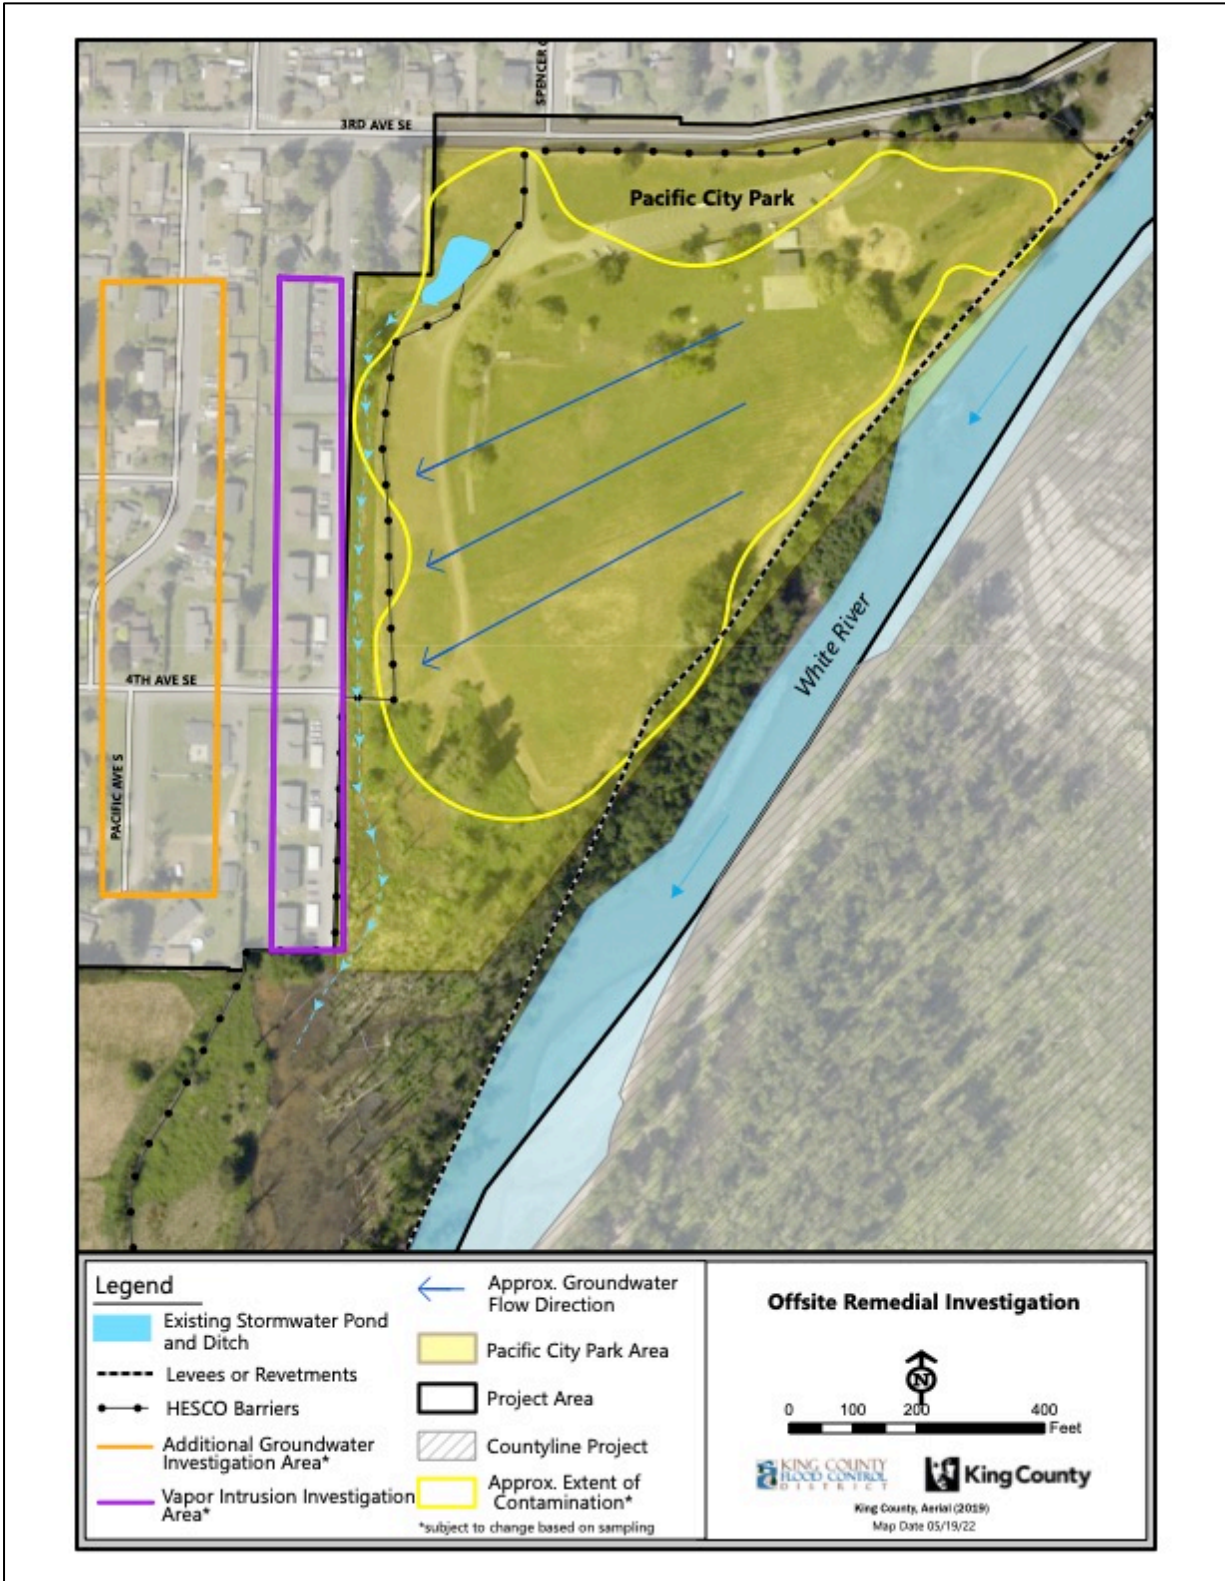 SPENCER
3RD AVE SE
Pacific City Park
White River
4TH AVE SE
PACIFIC AVE S
Legend
Existing Stormwater Pond
and Ditch
Levees or Revetments
HESCO Barriers
Additional Groundwater
Investigation Area*
Vapor Intrusion Investigation
Area*
Approx. Groundwater
Flow Direction
Pacific City Park Area
Project Area
Countyline Project
Approx. Extent of
Contamination*
*subject to change based on sampling
Offsite Remedial Investigation
N
0 100 200 400
Feet
KING COUNTY
FLOOD CONTROL
DISTRICT
King County
King County, Aerial (2019)
Map Date 05/19/22